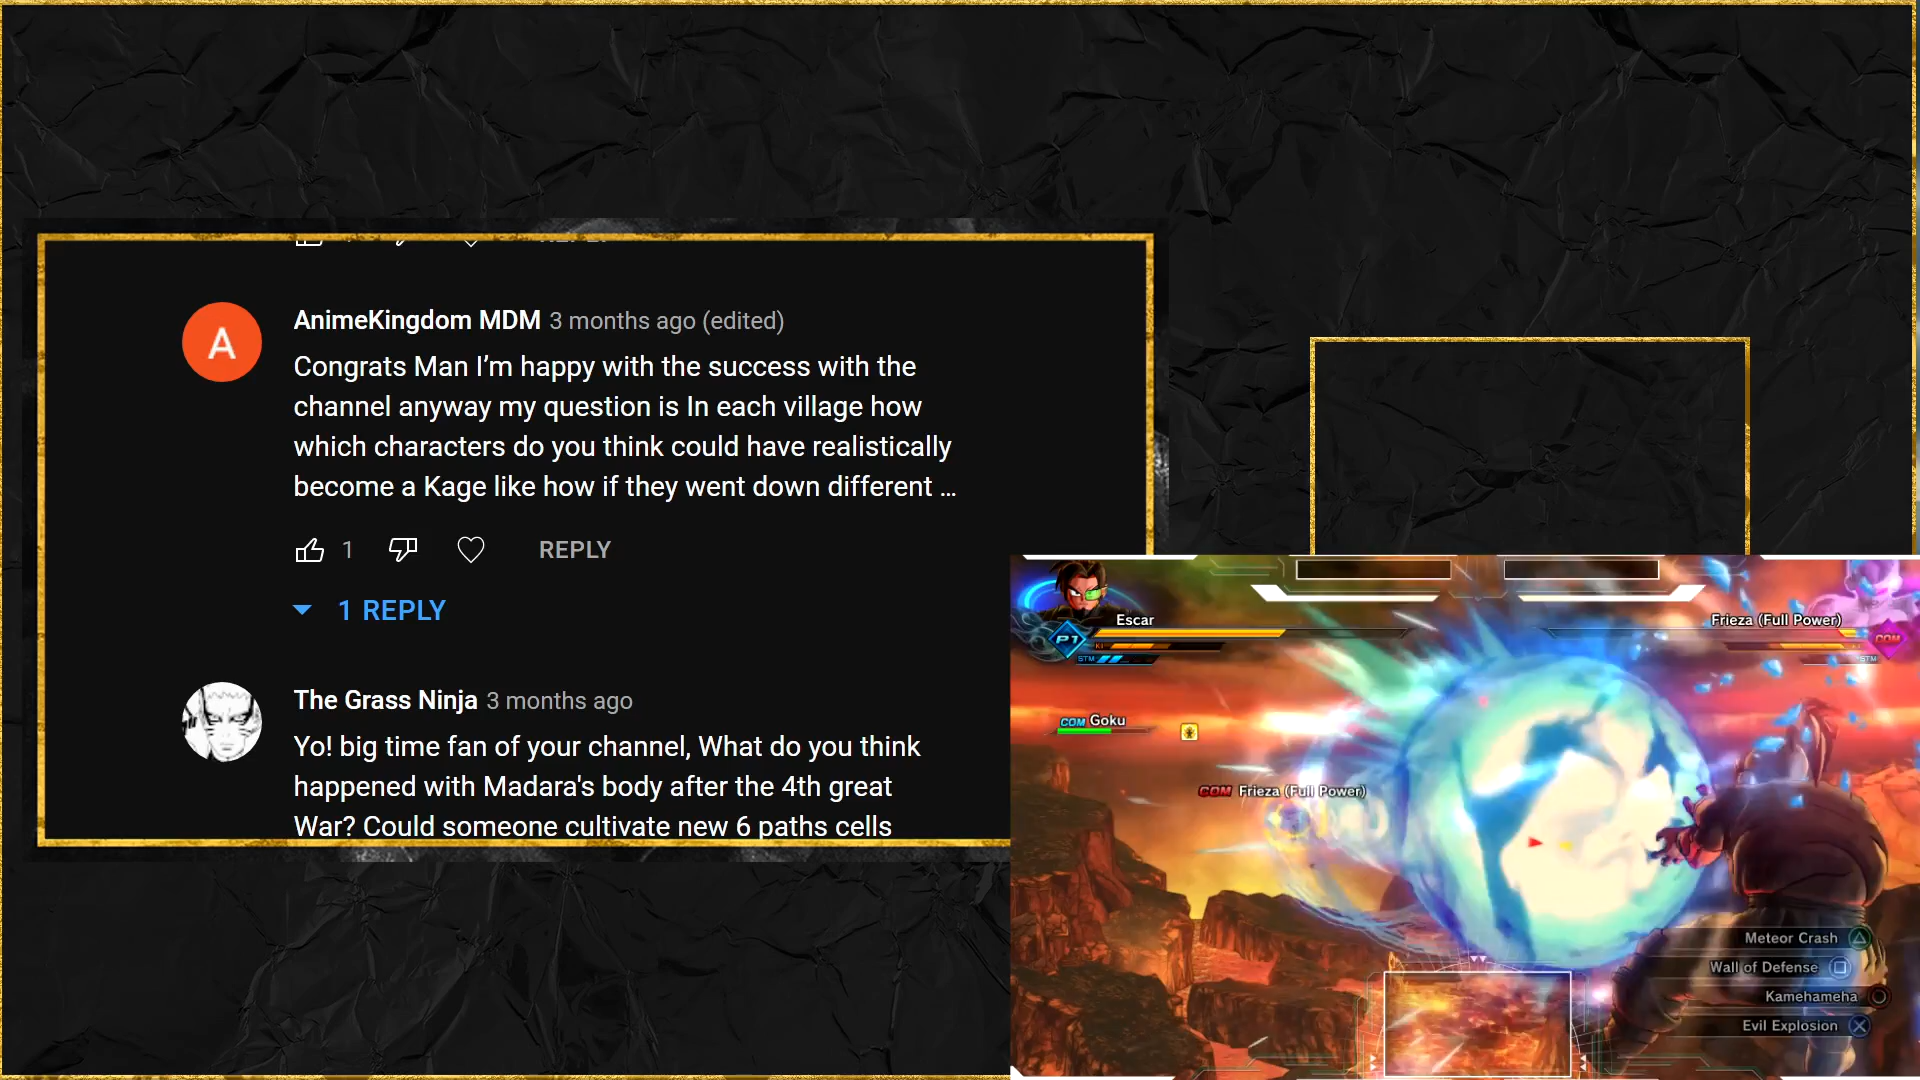 AnimeKingdom MDM 3 months ago (edited)
A
Congrats Man I’m happy with the success with the
channel anyway my question is In each village how
which characters do you think could have realistically
become a Kage like how if they went down different ...
1
REPLY
1 REPLY
The Grass Ninja 3 months ago
Yo! big time fan of your channel, What do you think
happened with Madara's body after the 4th great
War? Could someone cultivate new 6 paths cells
Escar
P1
KI
STM
Frieza (Full Power)
COM
STM
COM Goku
COM Frieza (Full Power)
Meteor Crash
Wall of Defense
Kamehameha
Evil Explosion